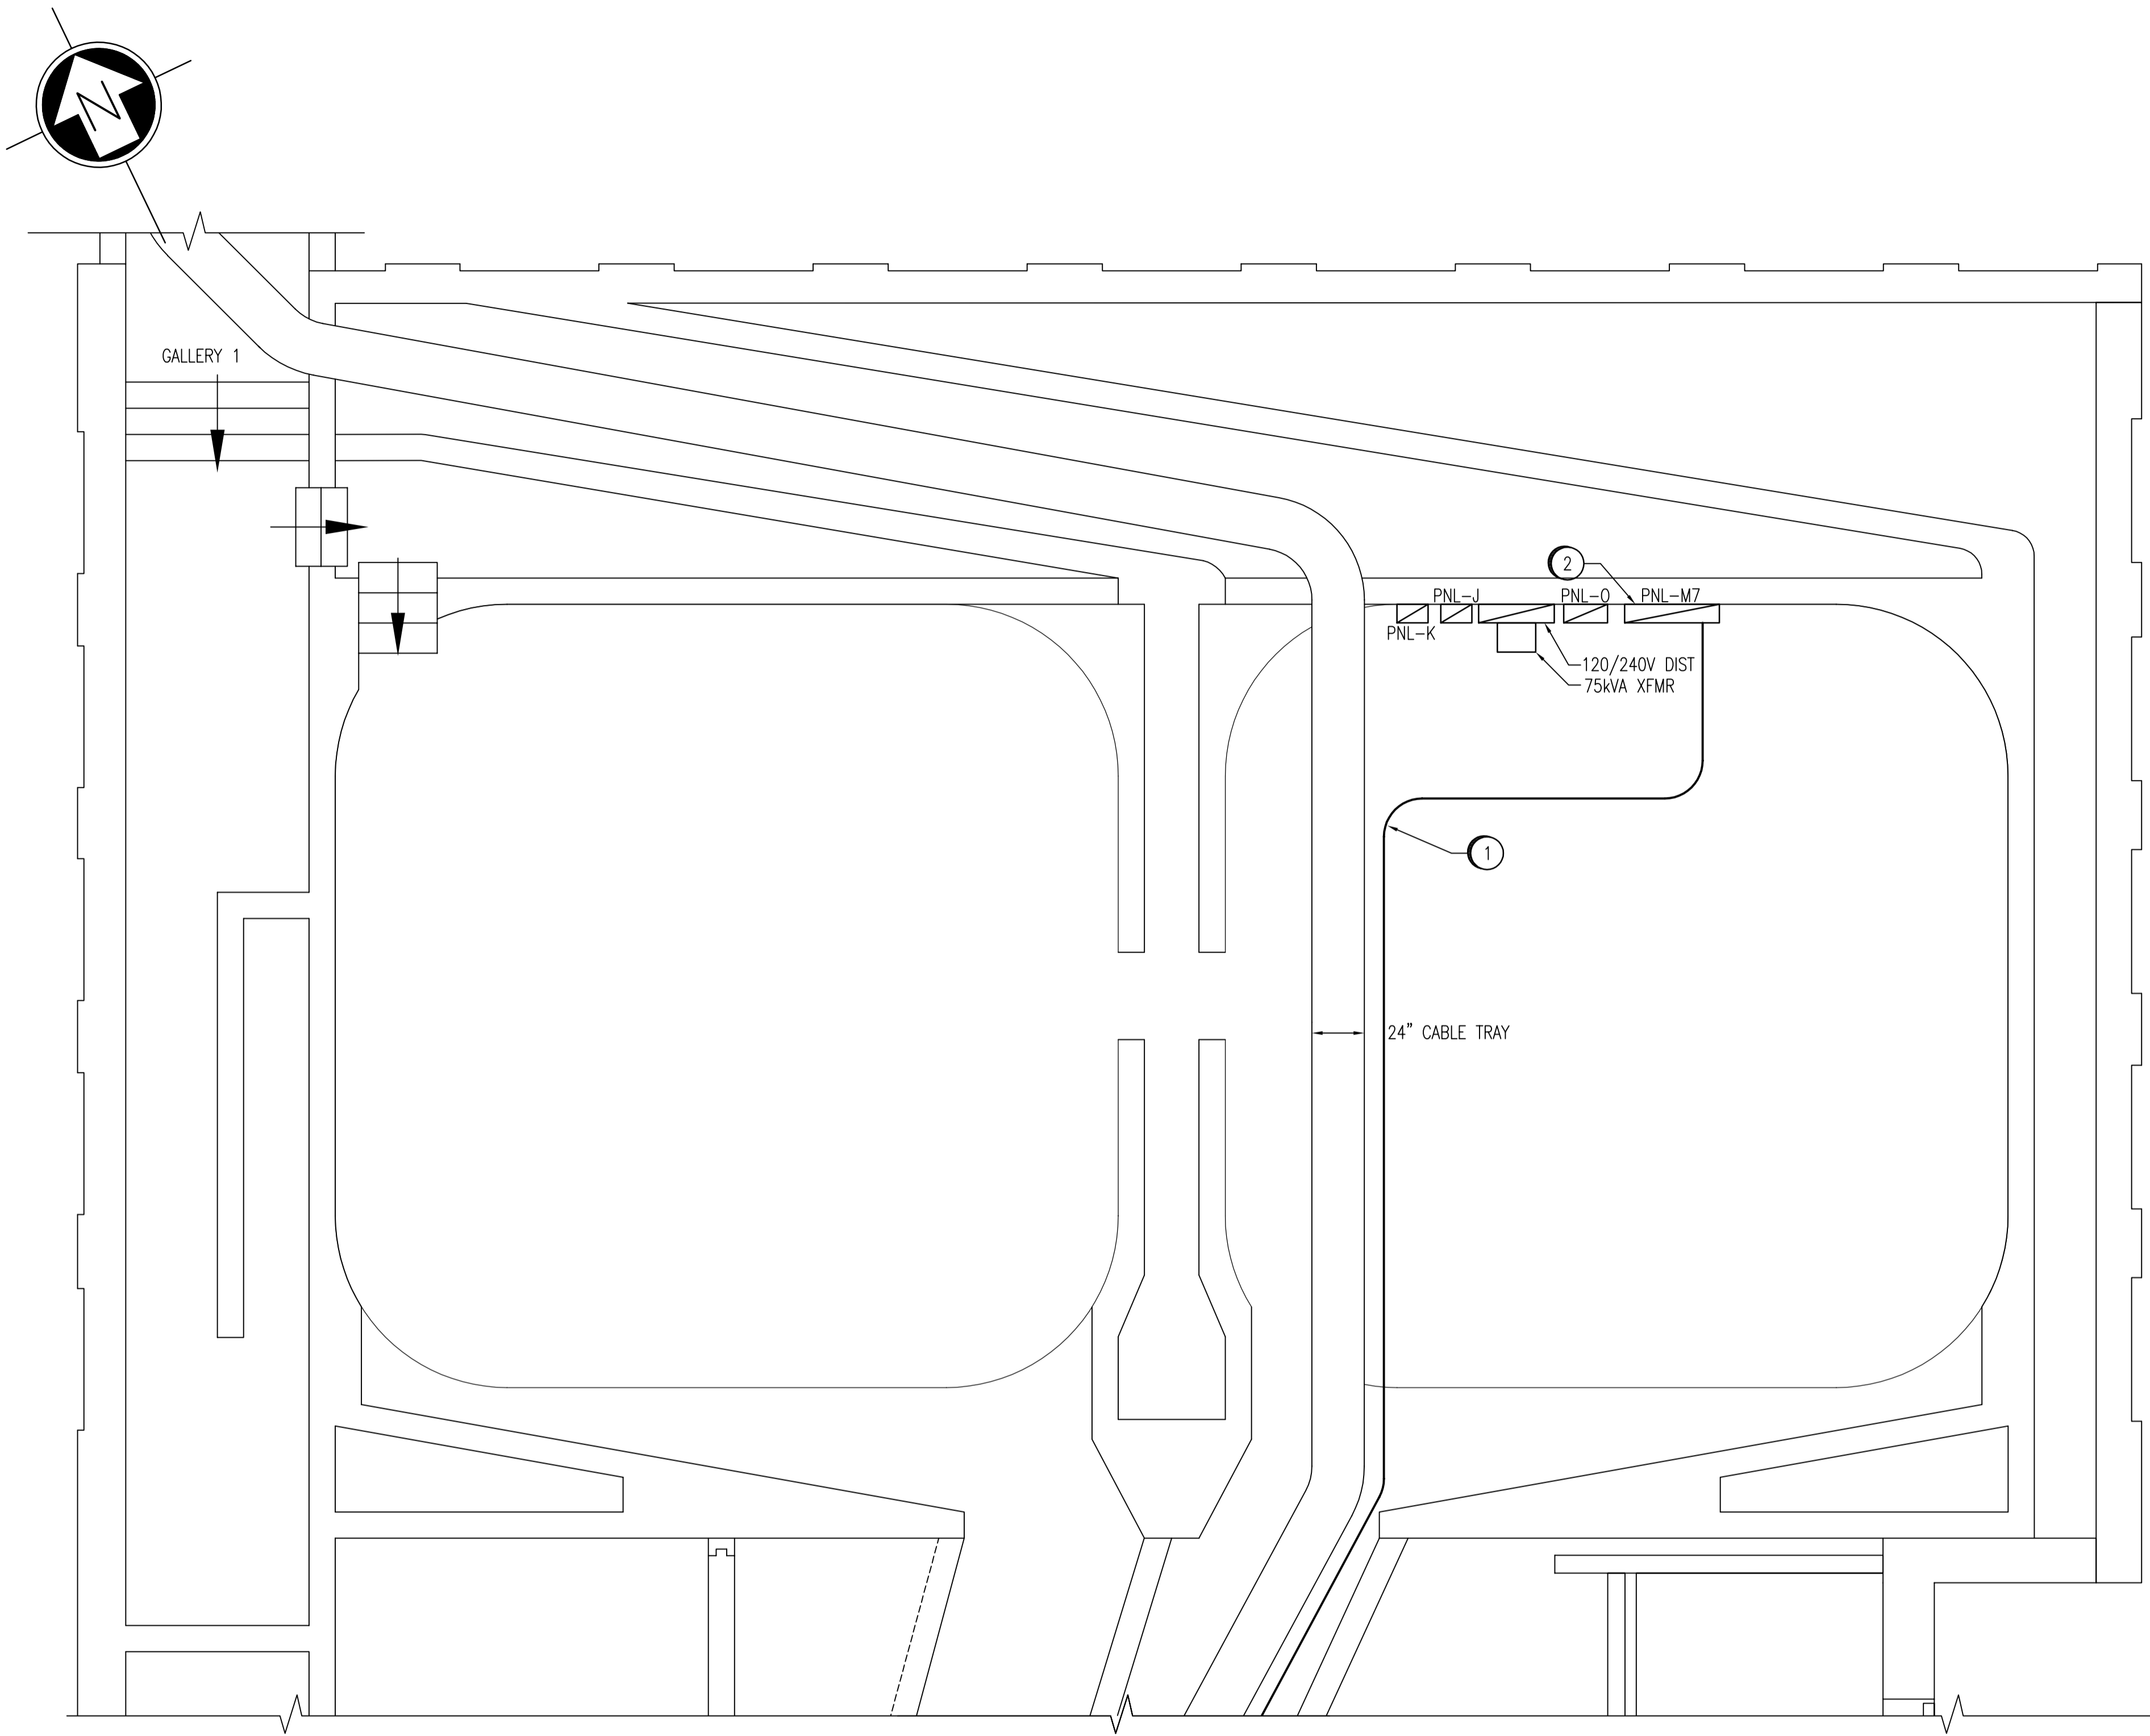 N
GALLERY 1
2
PNL-J
PNL-O
PNL-M7
PNL-K
120/240V DIST
75kVA XFMR
1
24" CABLE TRAY